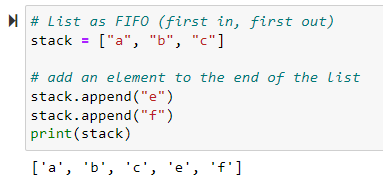 # List as FIFO (first in, first out)
stack = ["a", "b", "c"]
# add an element to the end of the list
stack.append("e")
stack.append("f")
print(stack)
['a', 'b', 'c', 'e', 'f']